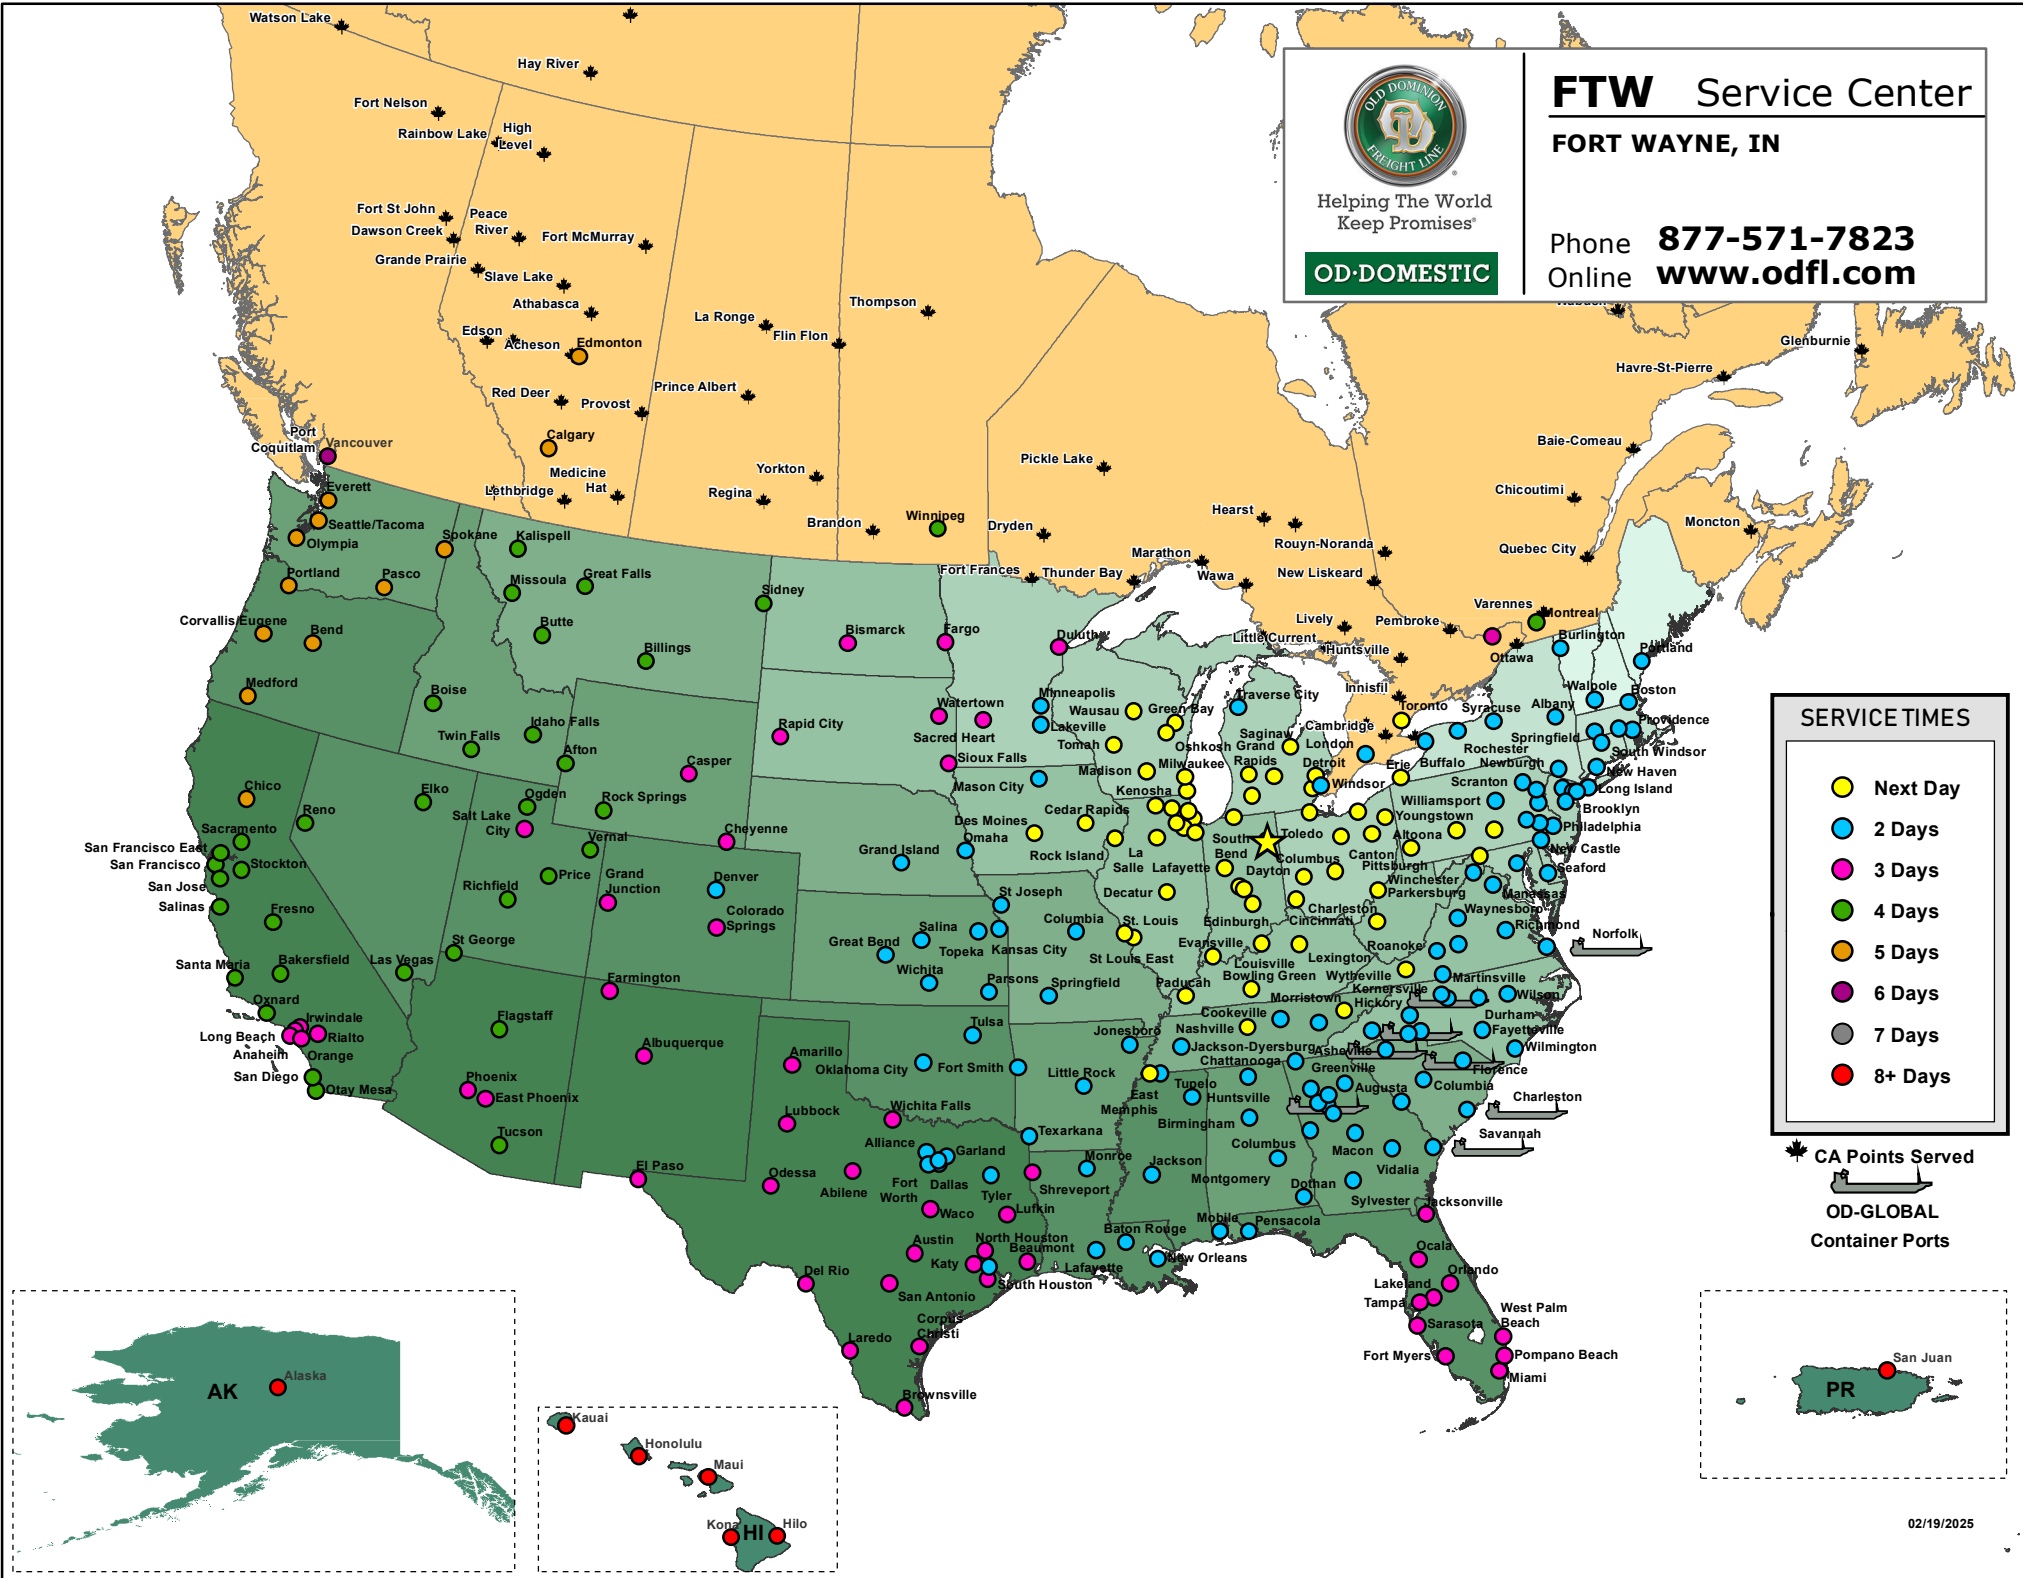 Watson Lake
Hay River
Fort Nelson
Rainbow Lake
High
Level
Fort St John
Dawson Creek
Peace
River
Fort McMurray
Grande Prairie
Slave Lake
Athabasca
Edson
Acheson
Edmonton
Red Deer
Provost
Calgary
Medicine
Hat
Lethbridge
La Ronge
Flin Flon
Thompson
Prince Albert
Yorkton
Regina
Brandon
Winnipeg
Pickle Lake
Dryden
Fort Frances
Thunder Bay
Marathon
Wawa
Hearst
Rouyn-Noranda
New Liskeard
Lively
Little Current
Huntsville
Pembroke
Innisfil
Toronto
Cambridge
London
Windsor
Ottawa
Varennes
Montreal
Quebec City
Chicoutimi
Baie-Comeau
Havre-St-Pierre
Glenburnie
Moncton
OLD DOMINION
FREIGHT LINE
Helping The World
Keep Promises®
OD·DOMESTIC
FTW Service Center
FORT WAYNE, IN
Phone 877-571-7823
Online www.odfl.com
Port
Coquitlam
Vancouver
Everett
Seattle/Tacoma
Olympia
Spokane
Portland
Pasco
Corvallis/Eugene
Bend
Medford
Kalispell
Missoula
Great Falls
Butte
Billings
Sidney
Boise
Idaho Falls
Twin Falls
Afton
Casper
Rock Springs
Cheyenne
Chico
Reno
Elko
Ogden
Salt Lake
City
Vernal
Price
Richfield
St George
Sacramento
San Francisco East
San Francisco
Stockton
San Jose
Salinas
Fresno
Santa Maria
Bakersfield
Las Vegas
Oxnard
Irwindale
Long Beach
Rialto
Anaheim
Orange
San Diego
Otay Mesa
Flagstaff
Phoenix
East Phoenix
Tucson
Grand
Junction
Denver
Colorado
Springs
Farmington
Albuquerque
El Paso
Bismarck
Fargo
Rapid City
Watertown
Sacred Heart
Sioux Falls
Duluth
Minneapolis
Lakeville
Mason City
Grand Island
Omaha
Des Moines
Cedar Rapids
Rock Island
St Joseph
Salina
Topeka
Kansas City
Great Bend
Wichita
Parsons
Columbia
St. Louis
St Louis East
Springfield
Tulsa
Oklahoma City
Fort Smith
Little Rock
Jonesboro
Amarillo
Lubbock
Wichita Falls
Odessa
Abilene
Alliance
Garland
Fort
Worth
Dallas
Tyler
Texarkana
Waco
Lufkin
Austin
North Houston
Beaumont
Katy
South Houston
San Antonio
Del Rio
Corpus
Christi
Laredo
Brownsville
Shreveport
Monroe
Lafayette
Baton Rouge
New Orleans
Jackson
Wausau
Green Bay
Tomah
Oshkosh
Madison
Milwaukee
Kenosha
La
Salle
Decatur
Traverse City
Saginaw
Grand
Rapids
Detroit
South
Bend
Lafayette
Edinburgh
Evansville
Toledo
Columbus
Dayton
Cincinnati
Canton
Youngstown
Pittsburgh
Erie
Altoona
Williamsport
Scranton
Buffalo
Rochester
Syracuse
Albany
Newburgh
Burlington
Portland
Walpole
Boston
Providence
Springfield
South Windsor
New Haven
Long Island
Brooklyn
Philadelphia
New Castle
Seaford
Manassas
Winchester
Parkersburg
Charleston
Waynesboro
Richmond
Norfolk
Roanoke
Martinsville
Wytheville
Louisville
Lexington
Bowling Green
Paducah
Morristown
Cookeville
Nashville
Jackson-Dyersburg
Chattanooga
East
Memphis
Kernersville
Hickory
Asheville
Wilson
Durham
Fayetteville
Wilmington
Florence
Greenville
Columbia
Charleston
Augusta
Savannah
Tupelo
Huntsville
Birmingham
Columbus
Macon
Vidalia
Montgomery
Dothan
Sylvester
Mobile
Pensacola
Jacksonville
Ocala
Orlando
Lakeland
Tampa
Sarasota
West Palm
Beach
Fort Myers
Pompano Beach
Miami
SERVICE TIMES
Next Day
2 Days
3 Days
4 Days
5 Days
6 Days
7 Days
8+ Days
CA Points Served
OD-GLOBAL
Container Ports
AK
Alaska
Kauai
Honolulu
Maui
Kona
HI
Hilo
San Juan
PR
02/19/2025